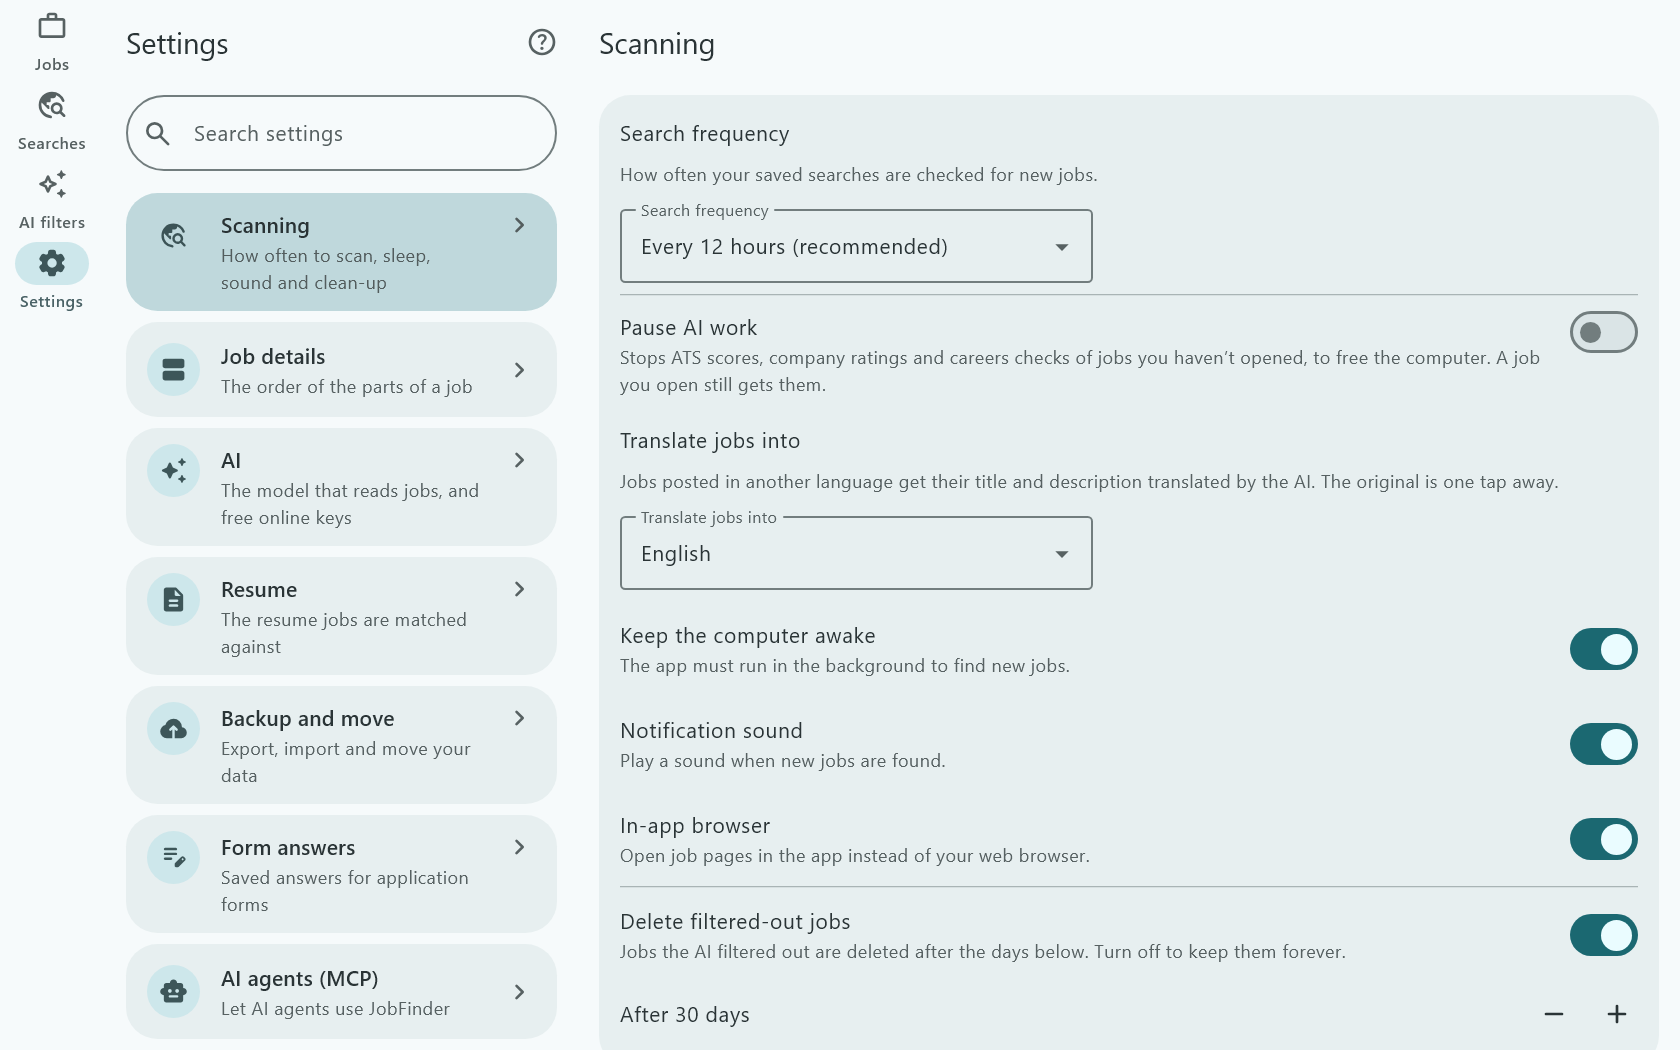 Jobs
Searches
AI filters
Settings
Settings
Search settings
Scanning
How often to scan, sleep,
sound and clean-up
Job details
The order of the parts of a job
AI
The model that reads jobs, and
free online keys
Resume
The resume jobs are matched
against
Backup and move
Export, import and move your
data
Form answers
Saved answers for application
forms
AI agents (MCP)
Let AI agents use JobFinder
Scanning
Search frequency
How often your saved searches are checked for new jobs.
Search frequency
Every 12 hours (recommended)
Pause AI work
Stops ATS scores, company ratings and careers checks of jobs you haven’t opened, to free the computer. A job
you open still gets them.
Translate jobs into
Jobs posted in another language get their title and description translated by the AI. The original is one tap away.
Translate jobs into
English
Keep the computer awake
The app must run in the background to find new jobs.
Notification sound
Play a sound when new jobs are found.
In-app browser
Open job pages in the app instead of your web browser.
Delete filtered-out jobs
Jobs the AI filtered out are deleted after the days below. Turn off to keep them forever.
After 30 days